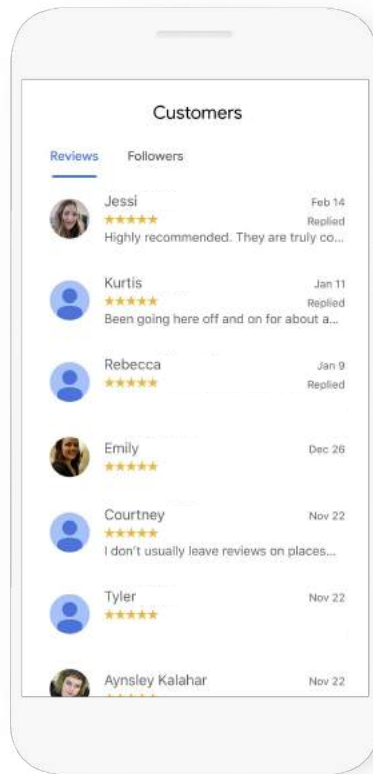 Customers
Reviews Followers
Jessi Feb 14
★★★★★ Replied
Highly recommended. They are truly co...
Kurtis Jan 11
★★★★★ Replied
Been going here off and on for about a...
Rebecca Jan 9
★★★★★ Replied
Emily Dec 26
★★★★★
Courtney Nov 22
★★★★★
I don't usually leave reviews on places...
Tyler Nov 22
★★★★★
Aynsley Kalahar Nov 22